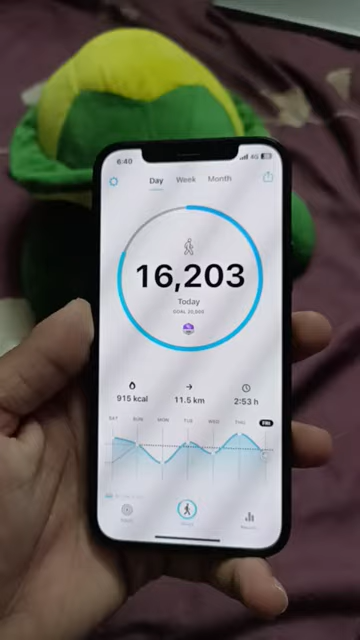 6:40
4G
Day Week Month
16,203
Today
GOAL 20,000
915 kcal 11.5 km 2:53 h
SAT SUN MON TUE WED THU FRI